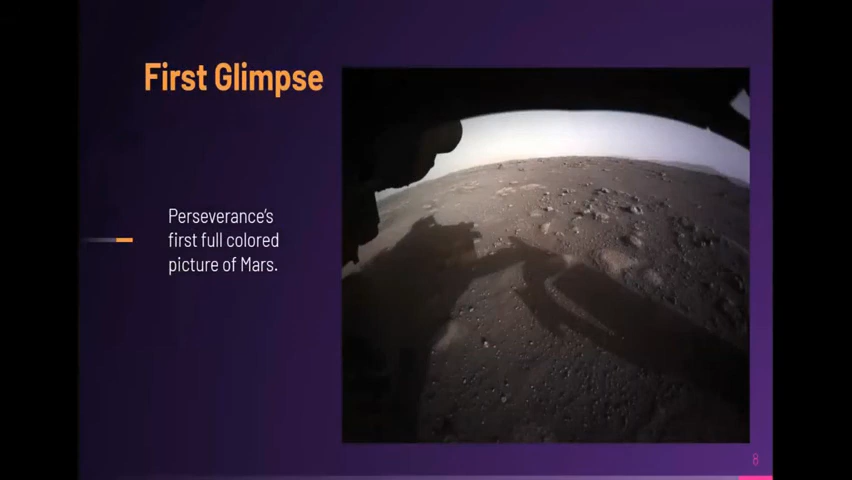 First Glimpse
Perseverance's
first full colored
picture of Mars.
8